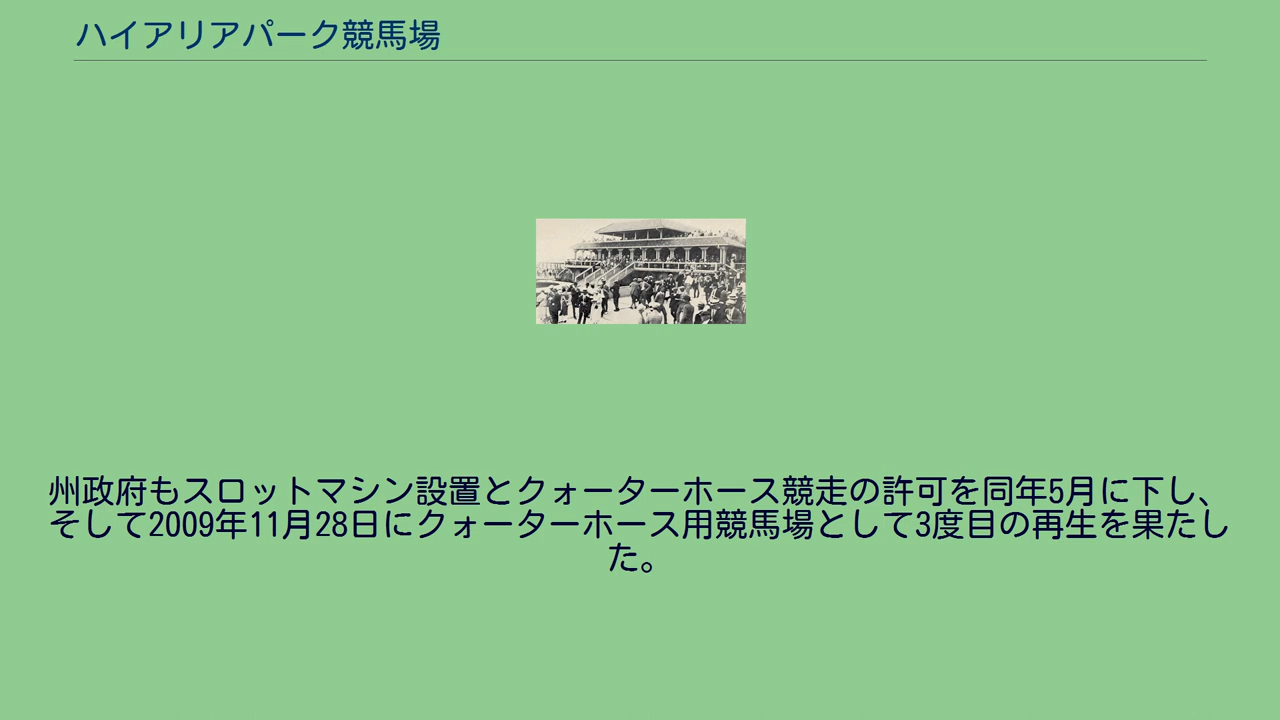 ハイアリアパーク競馬場
州政府もスロットマシン設置とクォーターホース競走の許可を同年5月に下し、
そして2009年11月28日にクォーターホース用競馬場として3度目の再生を果たし
た。